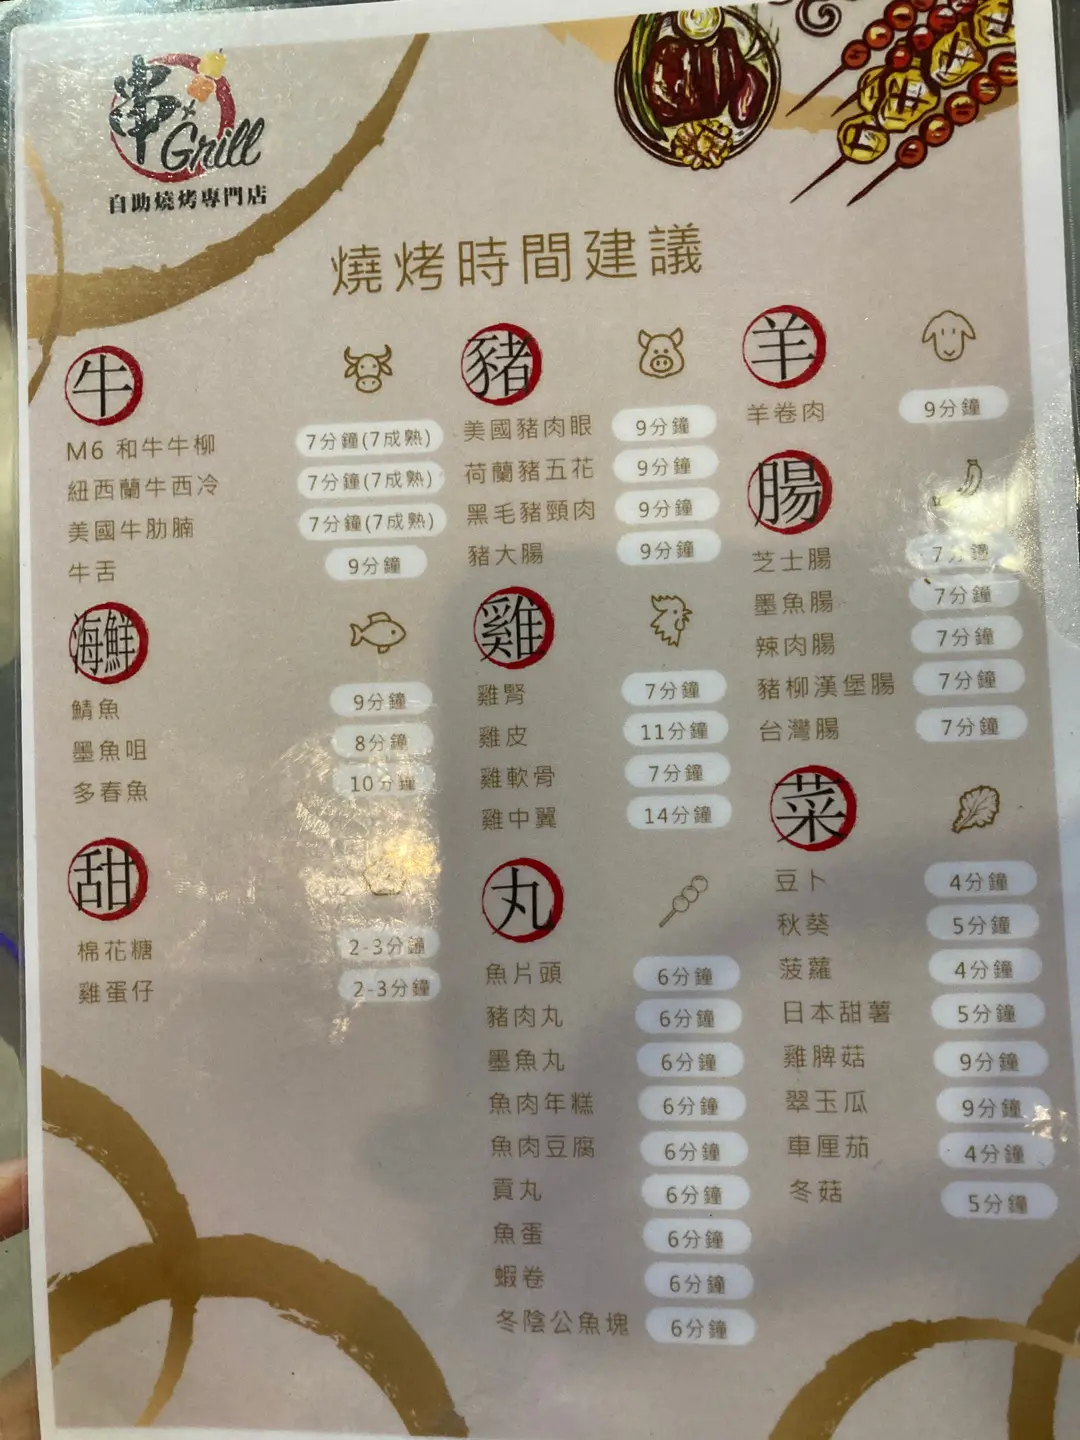 串
Grill
自助燒烤專門店
燒烤時間建議
牛
M6 和牛牛柳 7分鐘(7成熟)
紐西蘭牛西冷 7分鐘(7成熟)
美國牛肋腩 7分鐘(7成熟)
牛舌 9分鐘
海鮮
鯖魚 9分鐘
墨魚咀 8分鐘
多春魚 10分鐘
甜
棉花糖 2-3分鐘
雞蛋仔 2-3分鐘
豬
美國豬肉眼 9分鐘
荷蘭豬五花 9分鐘
黑毛豬頸肉 9分鐘
豬大腸 9分鐘
雞
雞腎 7分鐘
雞皮 11分鐘
雞軟骨 7分鐘
雞中翼 14分鐘
丸
魚片頭 6分鐘
豬肉丸 6分鐘
墨魚丸 6分鐘
魚肉年糕 6分鐘
魚肉豆腐 6分鐘
貢丸 6分鐘
魚蛋 6分鐘
蝦卷 6分鐘
冬陰公魚塊 6分鐘
羊
羊卷肉 9分鐘
腸
芝士腸 7分鐘
墨魚腸 7分鐘
辣肉腸 7分鐘
豬柳漢堡腸 7分鐘
台灣腸 7分鐘
菜
豆卜 4分鐘
秋葵 5分鐘
菠蘿 4分鐘
日本甜薯 5分鐘
雞脾菇 9分鐘
翠玉瓜 9分鐘
車厘茄 4分鐘
冬菇 5分鐘